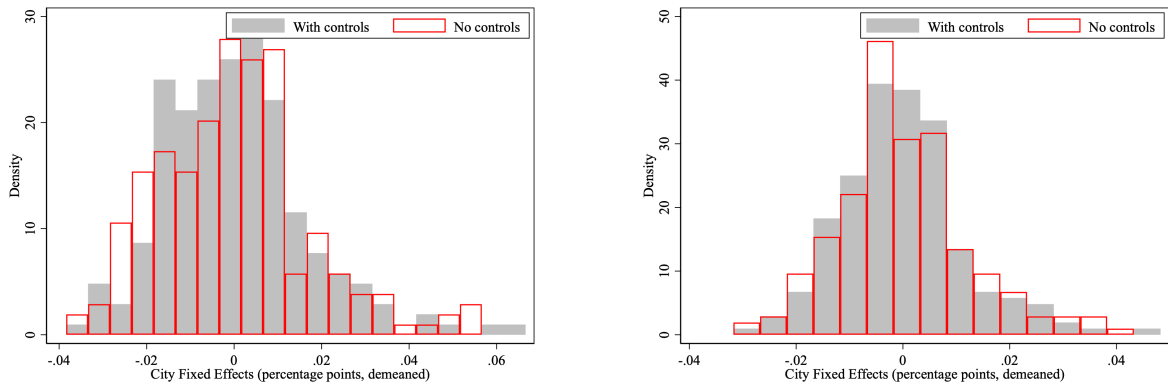 With controls No controls
30
20
10
0
Density
-.04 -.02 0 .02 .04 .06
City Fixed Effects (percentage points, demeaned)
With controls No controls
50
40
30
20
10
0
Density
-.04 -.02 0 .02 .04
City Fixed Effects (percentage points, demeaned)